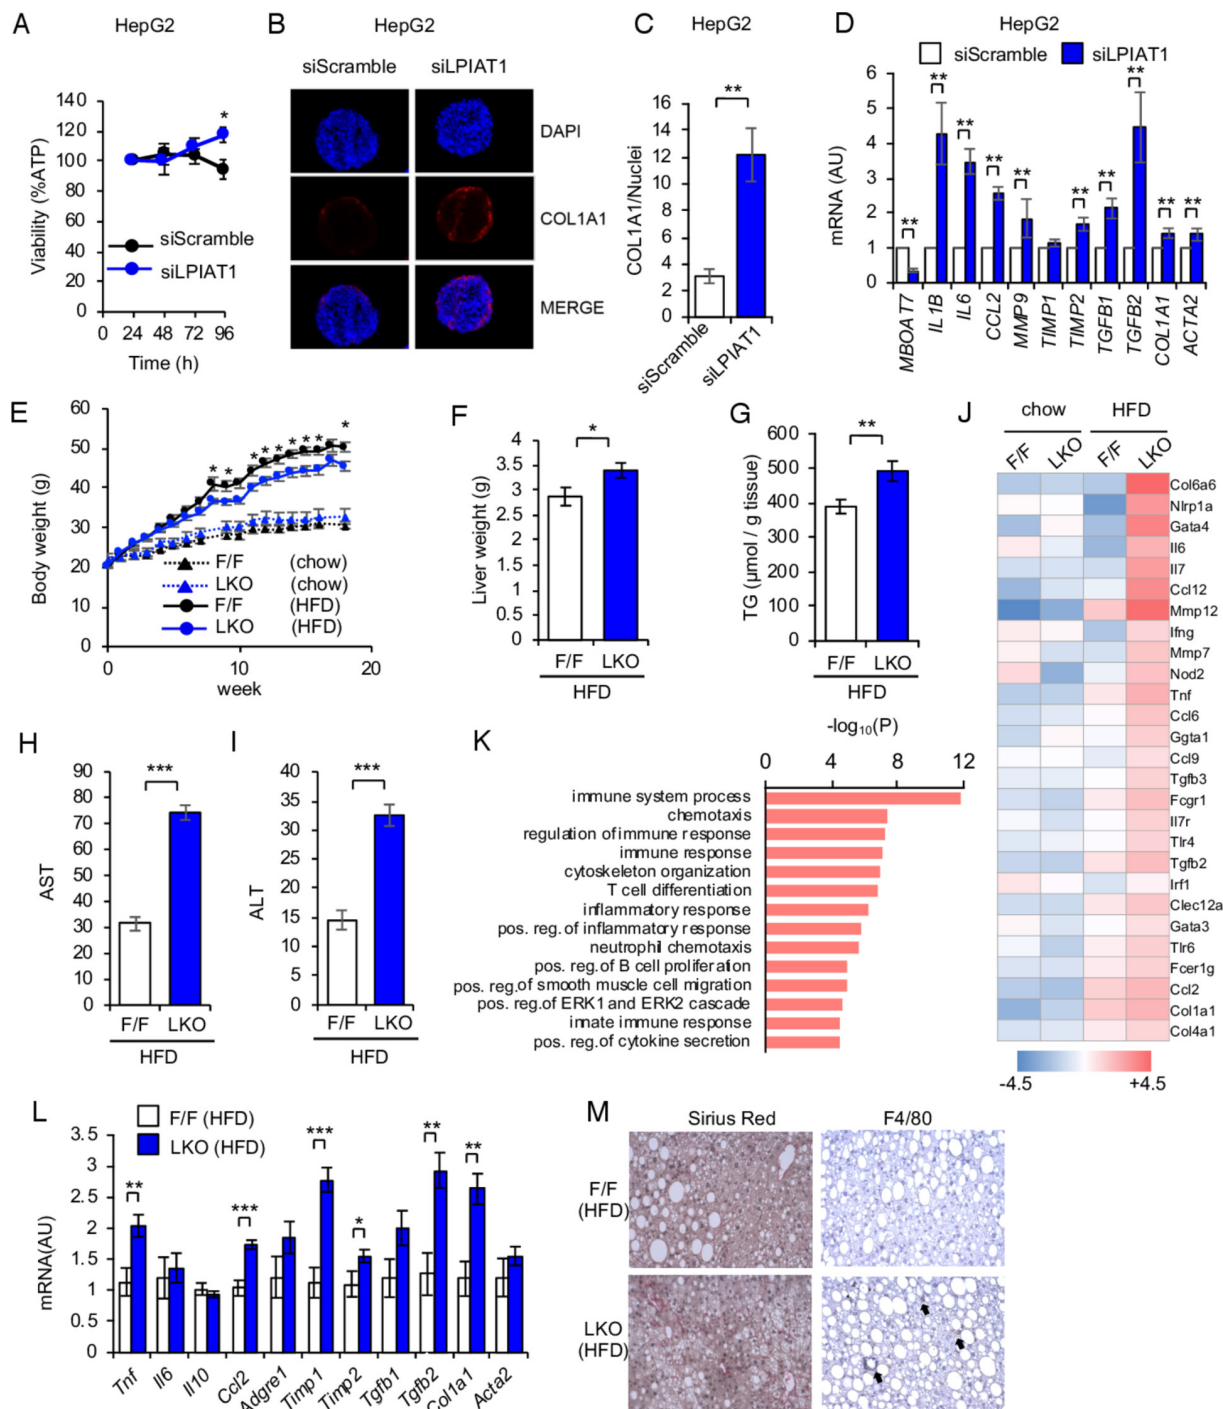 A
HepG2
140
120
100
80
60
40
20
0
Viability (%ATP)
*
siScramble
siLPIAT1
0 24 48 72 96
Time (h)
B
HepG2
siScramble siLPIAT1
DAPI
COL1A1
MERGE
C
HepG2
16
14
12
10
8
6
4
2
0
COL1A1/Nuclei
**
siScramble
siLPIAT1
D
HepG2
siScramble siLPIAT1
6
5
4
3
2
1
0
mRNA (AU)
** ** ** ** ** ** ** ** ** **
MBOAT7
IL1B
IL6
CCL2
MMP9
TIMP1
TIMP2
TGFB1
TGFB2
COL1A1
ACTA2
E
60
50
40
30
20
10
0
Body weight (g)
* * * * * * * * *
F/F (chow)
LKO (chow)
F/F (HFD)
LKO (HFD)
0 10 20
week
F
4
3.5
3
2.5
2
1.5
1
0.5
0
Liver weight (g)
*
F/F LKO
HFD
G
600
500
400
300
200
100
0
TG (µmol / g tissue)
**
F/F LKO
HFD
J
chow HFD
F/F LKO F/F LKO
Col6a6
Nlrp1a
Gata4
Il6
Il7
Ccl12
Mmp12
Ifng
Mmp7
Nod2
Tnf
Ccl6
Ggta1
Ccl9
Tgfb3
Fcgr1
Il7r
Tlr4
Tgfb2
Irf1
Clec12a
Gata3
Tlr6
Fcer1g
Ccl2
Col1a1
Col4a1
-4.5 +4.5
H
90
80
70
60
50
40
30
20
10
0
AST
***
F/F LKO
HFD
I
40
35
30
25
20
15
10
5
0
ALT
***
F/F LKO
HFD
K
-log10(P)
0 4 8 12
immune system process
chemotaxis
regulation of immune response
immune response
cytoskeleton organization
T cell differentiation
inflammatory response
pos. reg. of inflammatory response
neutrophil chemotaxis
pos. reg. of B cell proliferation
pos. reg. of smooth muscle cell migration
pos. reg. of ERK1 and ERK2 cascade
innate immune response
pos. reg. of cytokine secretion
L
F/F (HFD)
LKO (HFD)
3.5
3
2.5
2
1.5
1
0.5
0
mRNA(AU)
** *** *** * ** **
Tnf
Il6
Il10
Ccl2
Adgre1
Timp1
Timp2
Tgfb1
Tgfb2
Col1a1
Acta2
M
Sirius Red F4/80
F/F
(HFD)
LKO
(HFD)